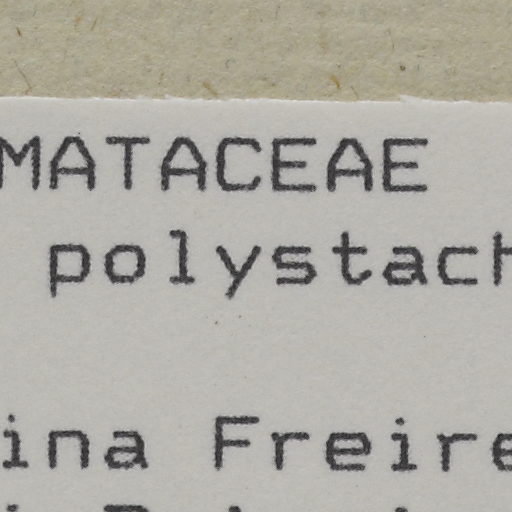 MATACEAE
polystach
ina Freire